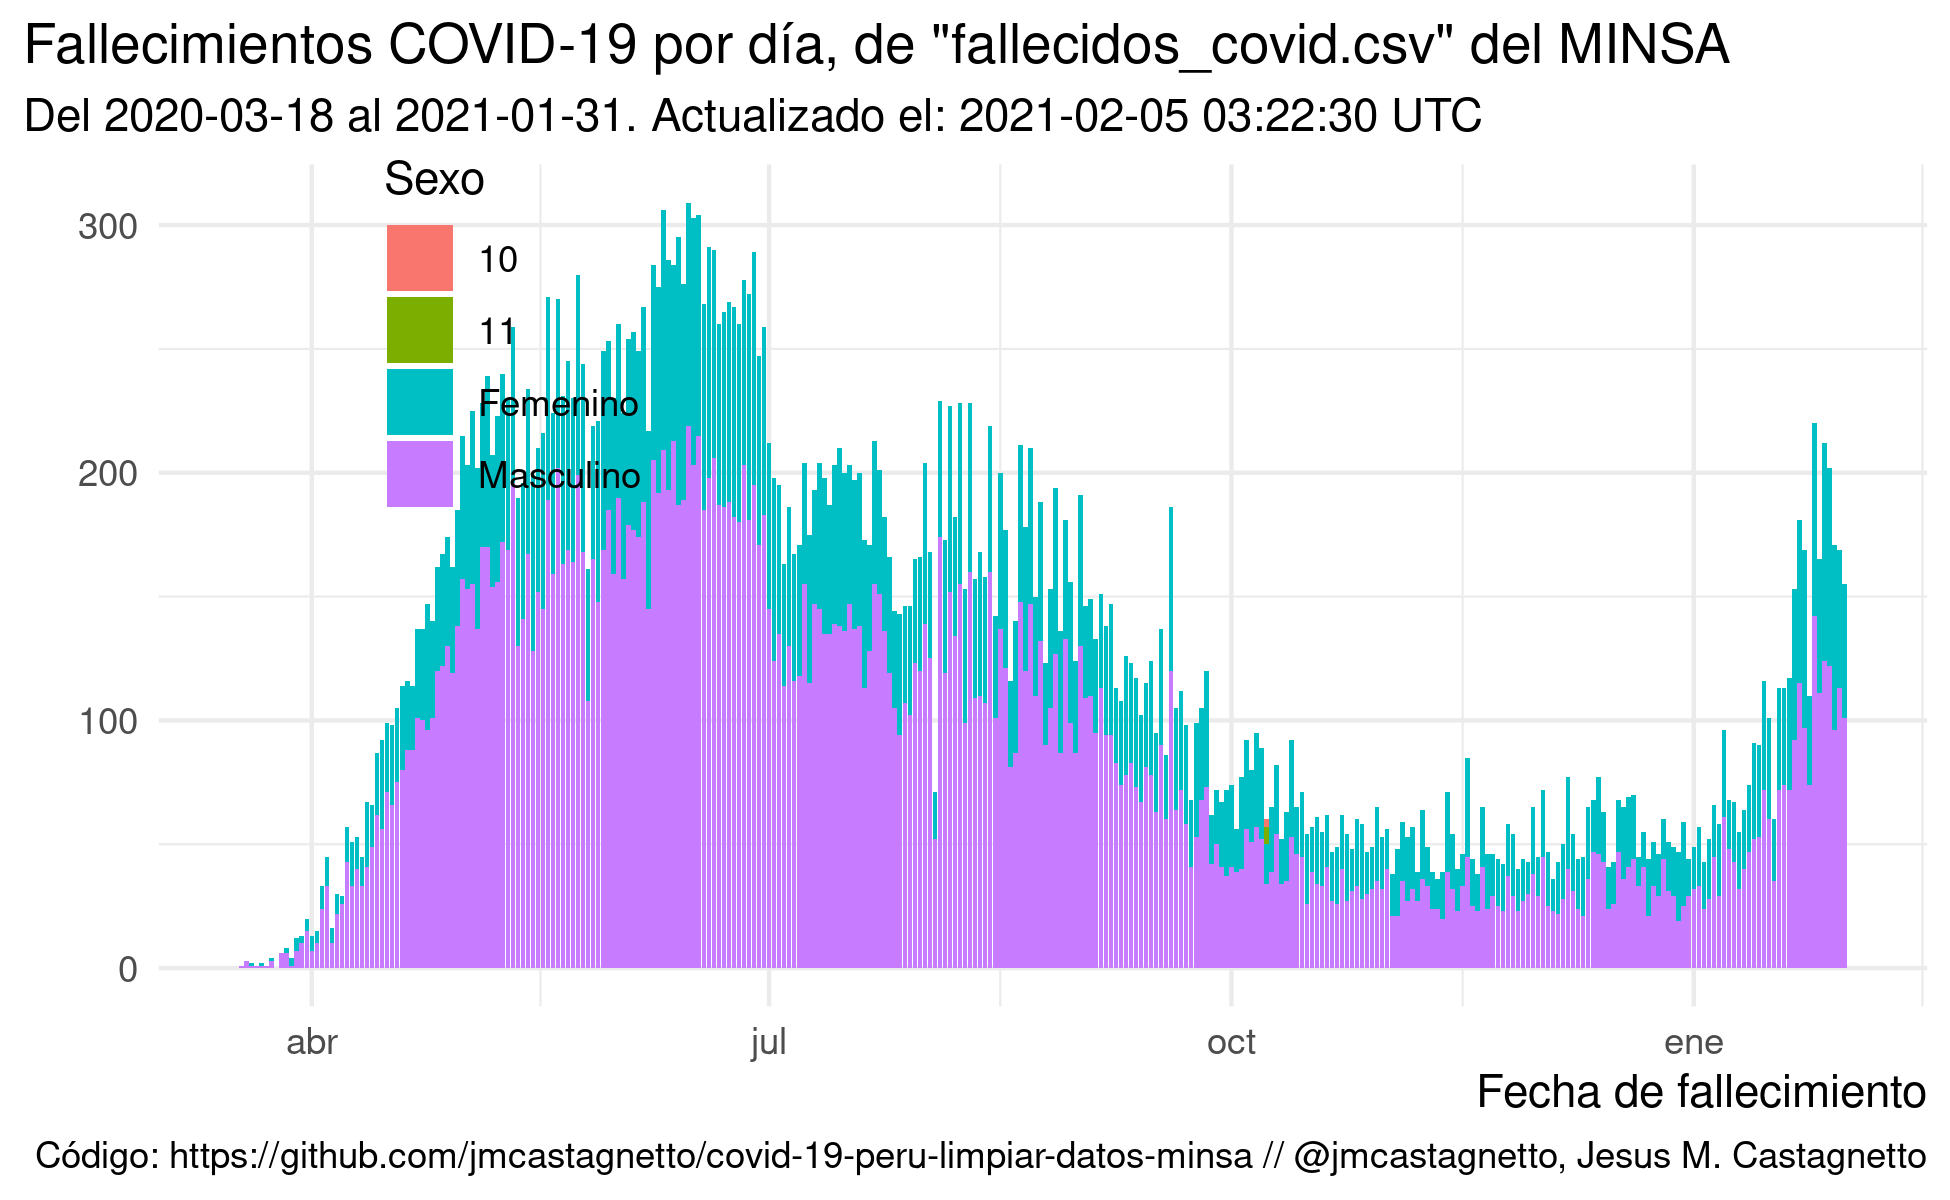 Fallecimientos COVID-19 por día, de "fallecidos_covid.csv" del MINSA
Del 2020-03-18 al 2021-01-31. Actualizado el: 2021-02-05 03:22:30 UTC
Sexo
10
11
Femenino
Masculino
300
200
100
0
abr jul oct ene
Fecha de fallecimiento
Código: https://github.com/jmcastagnetto/covid-19-peru-limpiar-datos-minsa // @jmcastagnetto, Jesus M. Castagnetto